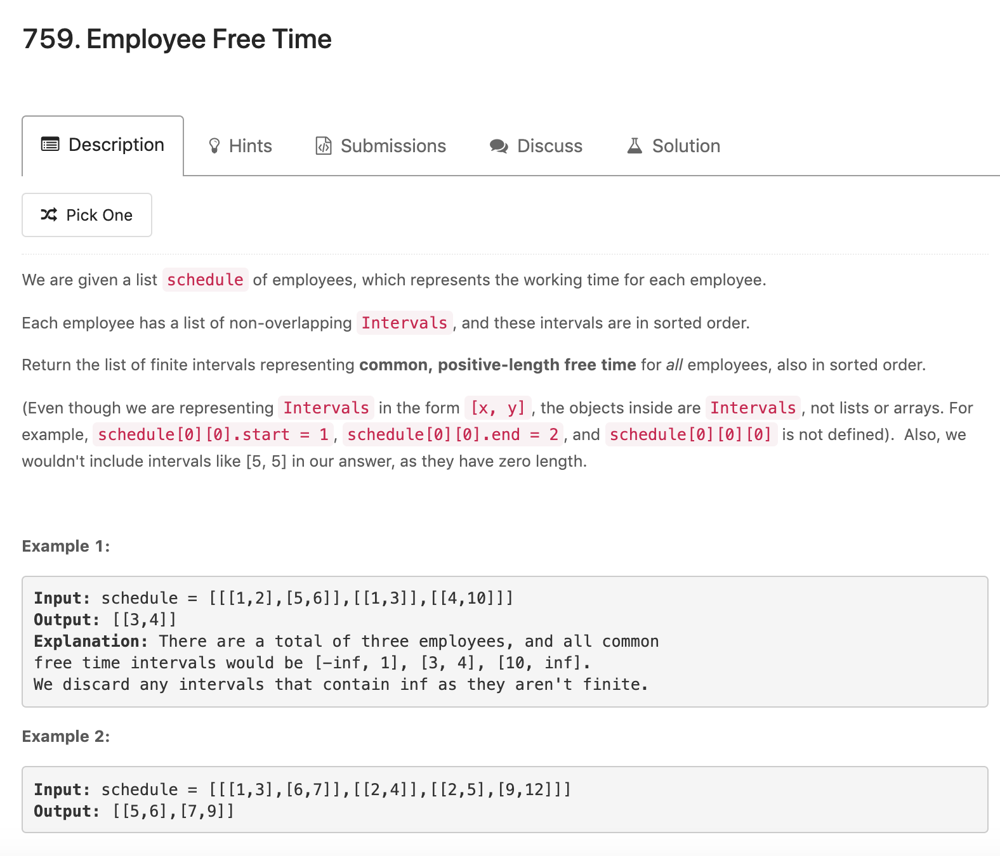 759. Employee Free Time
Description
Hints
Submissions
Discuss
Solution
Pick One
We are given a list schedule of employees, which represents the working time for each employee.
Each employee has a list of non-overlapping Intervals, and these intervals are in sorted order.
Return the list of finite intervals representing common, positive-length free time for all employees, also in sorted order.
(Even though we are representing Intervals in the form [x, y], the objects inside are Intervals, not lists or arrays. For
example, schedule[0][0].start = 1, schedule[0][0].end = 2, and schedule[0][0][0] is not defined).  Also, we
wouldn't include intervals like [5, 5] in our answer, as they have zero length.
Example 1:
Input: schedule = [[[1,2],[5,6]],[[1,3]],[[4,10]]]
Output: [[3,4]]
Explanation: There are a total of three employees, and all common
free time intervals would be [-inf, 1], [3, 4], [10, inf].
We discard any intervals that contain inf as they aren't finite.
Example 2:
Input: schedule = [[[1,3],[6,7]],[[2,4]],[[2,5],[9,12]]]
Output: [[5,6],[7,9]]